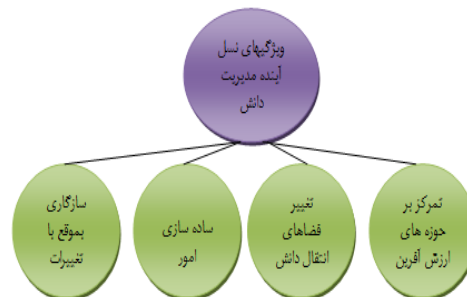 ویژگیهای نسل
آینده مدیریت
دانش
تمرکز بر
حوزه های
ارزش آفرین
تغییر
فضاهای
انتقال دانش
ساده سازی
امور
سازگاری
بموقع با
تغییرات